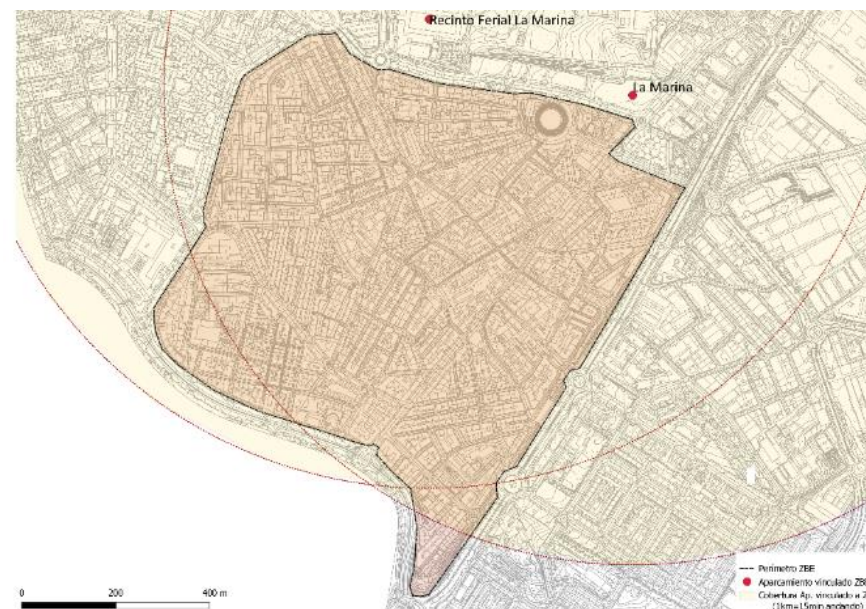 Recinto Ferial La Marina
La Marina
0 200 400 m
Perímetro ZBE
Aparcamiento vinculado ZBE
Cobertura Ap. vinculado a Z
(1km=15min andando)